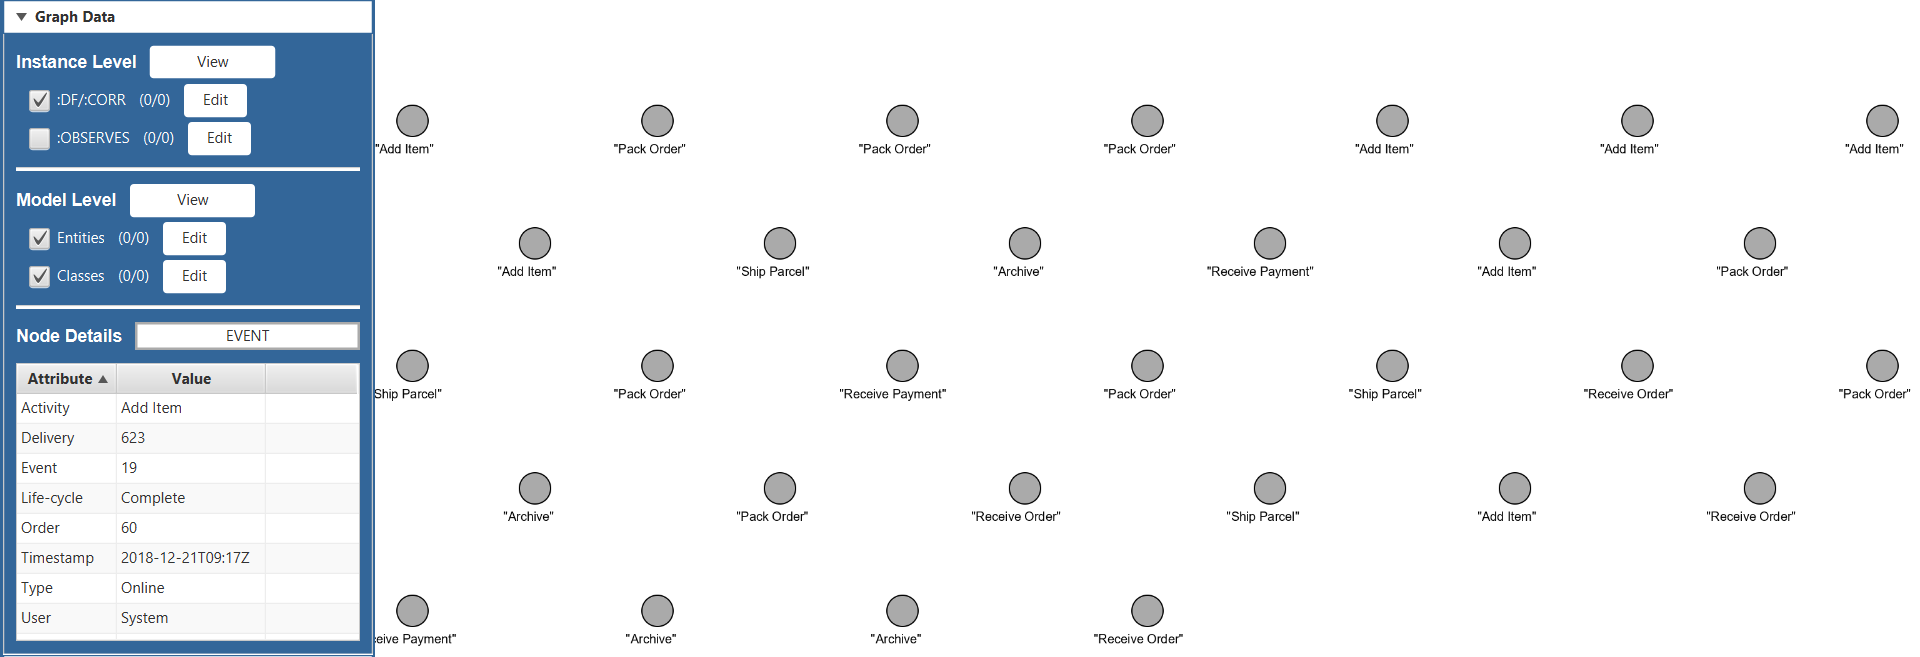 Graph Data
Instance Level View
:DF/:CORR (0/0) Edit
:OBSERVES (0/0) Edit
Model Level View
Entities (0/0) Edit
Classes (0/0) Edit
Node Details EVENT
Attribute Value
Activity Add Item
Delivery 623
Event 19
Life-cycle Complete
Order 60
Timestamp 2018-12-21T09:17Z
Type Online
User System
"Add Item" "Pack Order" "Pack Order" "Pack Order" "Add Item" "Add Item" "Add Item"
"Add Item" "Ship Parcel" "Archive" "Receive Payment" "Add Item" "Pack Order"
Ship Parcel" "Pack Order" "Receive Payment" "Pack Order" "Ship Parcel" "Receive Order" "Pack Order"
"Archive" "Pack Order" "Receive Order" "Ship Parcel" "Add Item" "Receive Order"
ceive Payment" "Archive" "Archive" "Receive Order"